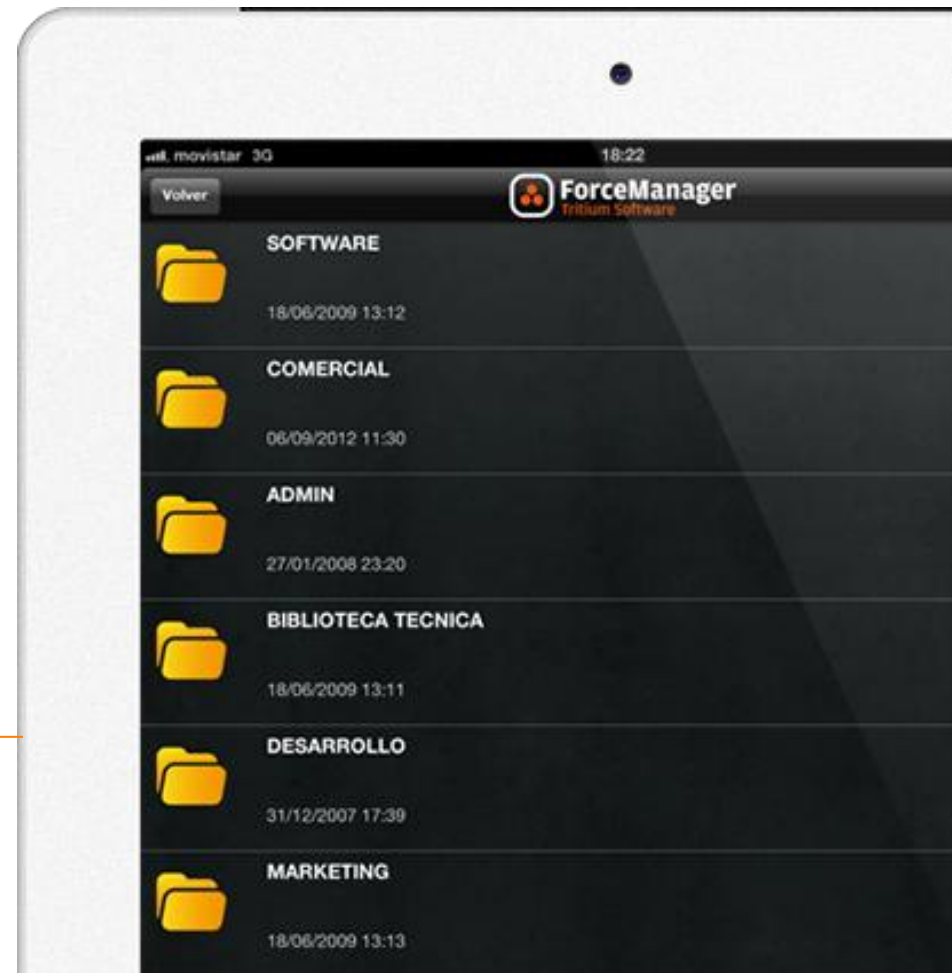 movistar 3G
18:22
Volver
ForceManager
Tritium Software
SOFTWARE
18/06/2009 13:12
COMERCIAL
06/09/2012 11:30
ADMIN
27/01/2008 23:20
BIBLIOTECA TECNICA
18/06/2009 13:11
DESARROLLO
31/12/2007 17:39
MARKETING
18/06/2009 13:13